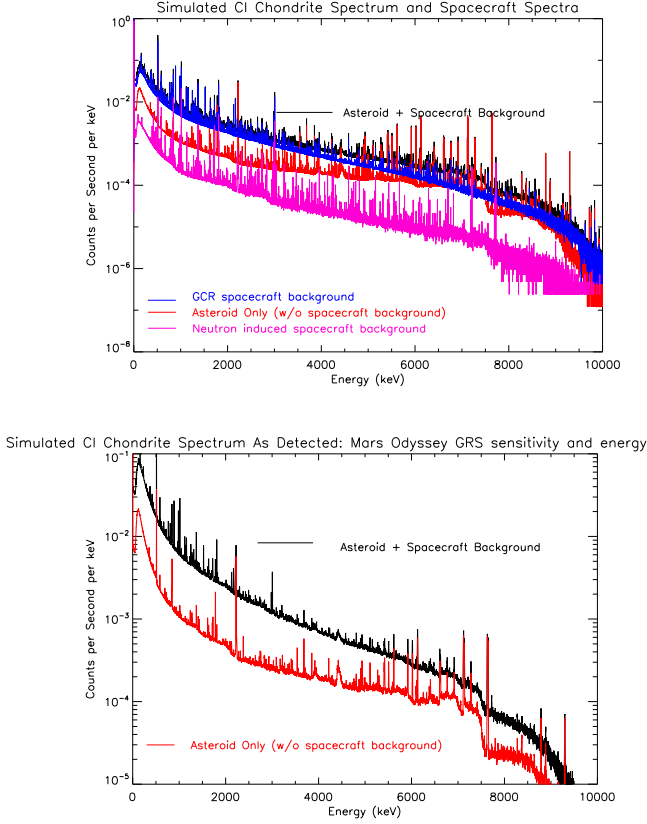 Simulated CI Chondrite Spectrum and Spacecraft Spectra
10⁰
10⁻²
10⁻⁴
10⁻⁶
10⁻⁸
Counts per Second per keV
Asteroid + Spacecraft Background
GCR spacecraft background
Asteroid Only (w/o spacecraft background)
Neutron induced spacecraft background
0 2000 4000 6000 8000 10000
Energy (keV)
Simulated CI Chondrite Spectrum As Detected: Mars Odyssey GRS sensitivity and energy
10⁻¹
10⁻²
10⁻³
10⁻⁴
10⁻⁵
Counts per Second per keV
Asteroid + Spacecraft Background
Asteroid Only (w/o spacecraft background)
0 2000 4000 6000 8000 10000
Energy (keV)